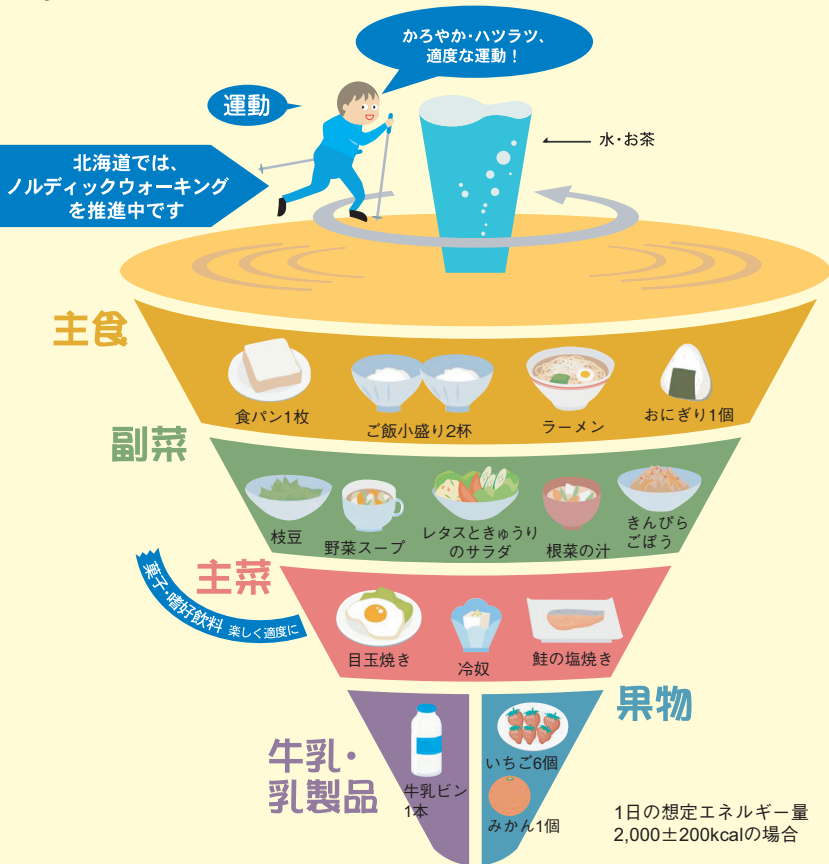 かろやか・ハツラツ、
適度な運動！
運動
水・お茶
北海道では、
ノルディックウォーキング
を推進中です
主食
食パン1枚
ご飯小盛り2杯
ラーメン
おにぎり1個
副菜
枝豆
野菜スープ
レタスときゅうり
のサラダ
根菜の汁
きんぴら
ごぼう
主菜
菓子・嗜好飲料 楽しく適度に
目玉焼き
冷奴
鮭の塩焼き
果物
牛乳・
乳製品
牛乳ビン
1本
いちご6個
みかん1個
1日の想定エネルギー量
2,000±200kcalの場合